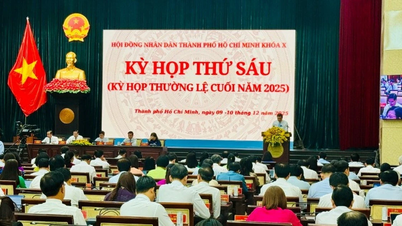 HỘI ĐỒNG NHÂN DÂN THÀNH PHỐ HỒ CHÍ MINH KHÓA X
KỲ HỌP THỨ SÁU
(KỲ HỌP THƯỜNG LỆ CUỐI NĂM 2025)
Thành phố Hồ Chí Minh, ngày 09 -10 tháng 12 năm 2025